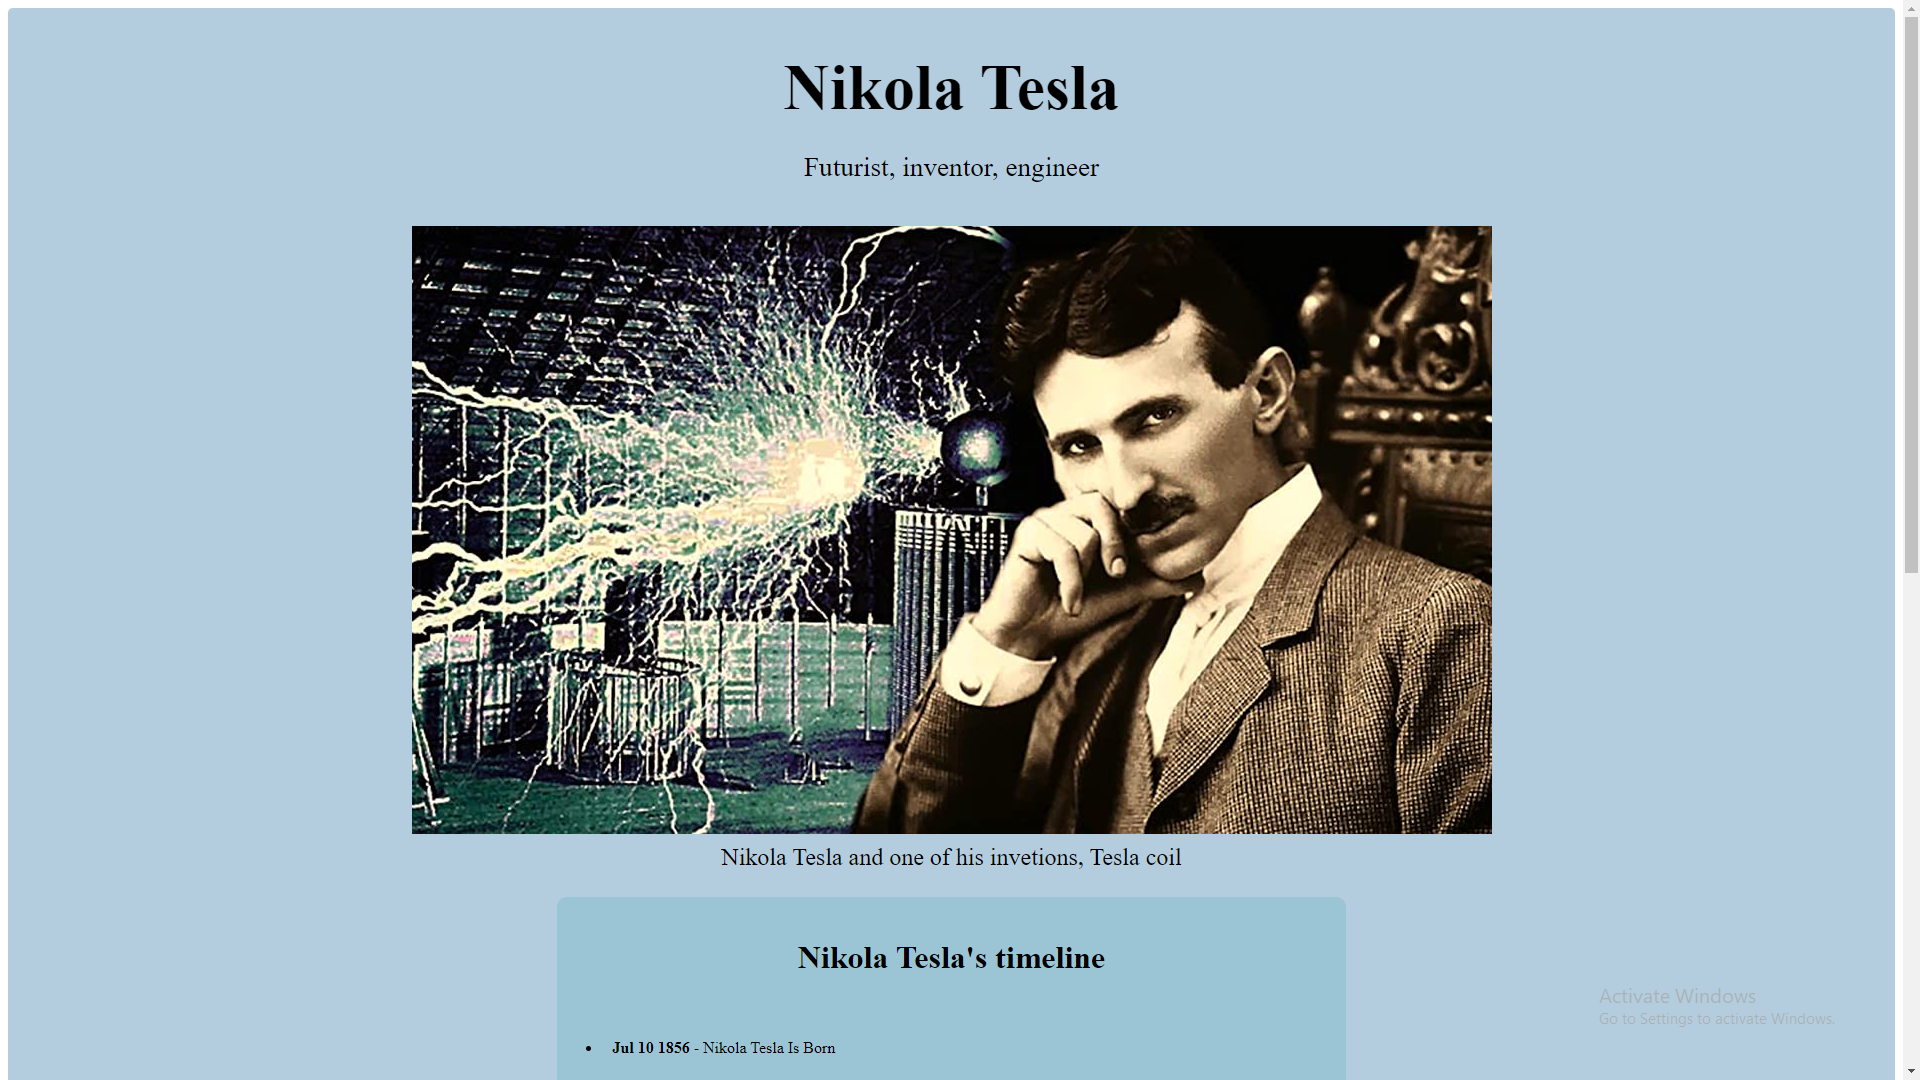 Nikola Tesla
Futurist, inventor, engineer
Nikola Tesla and one of his invetions, Tesla coil
Nikola Tesla's timeline
• Jul 10 1856 - Nikola Tesla Is Born
Activate Windows
Go to Settings to activate Windows.